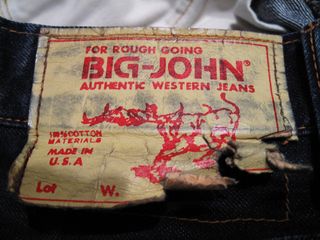 FOR ROUGH GOING
BIG-JOHN®
AUTHENTIC WESTERN JEANS
100% COTTON
MATERIALS
MADE IN
U.S.A
Lot W.